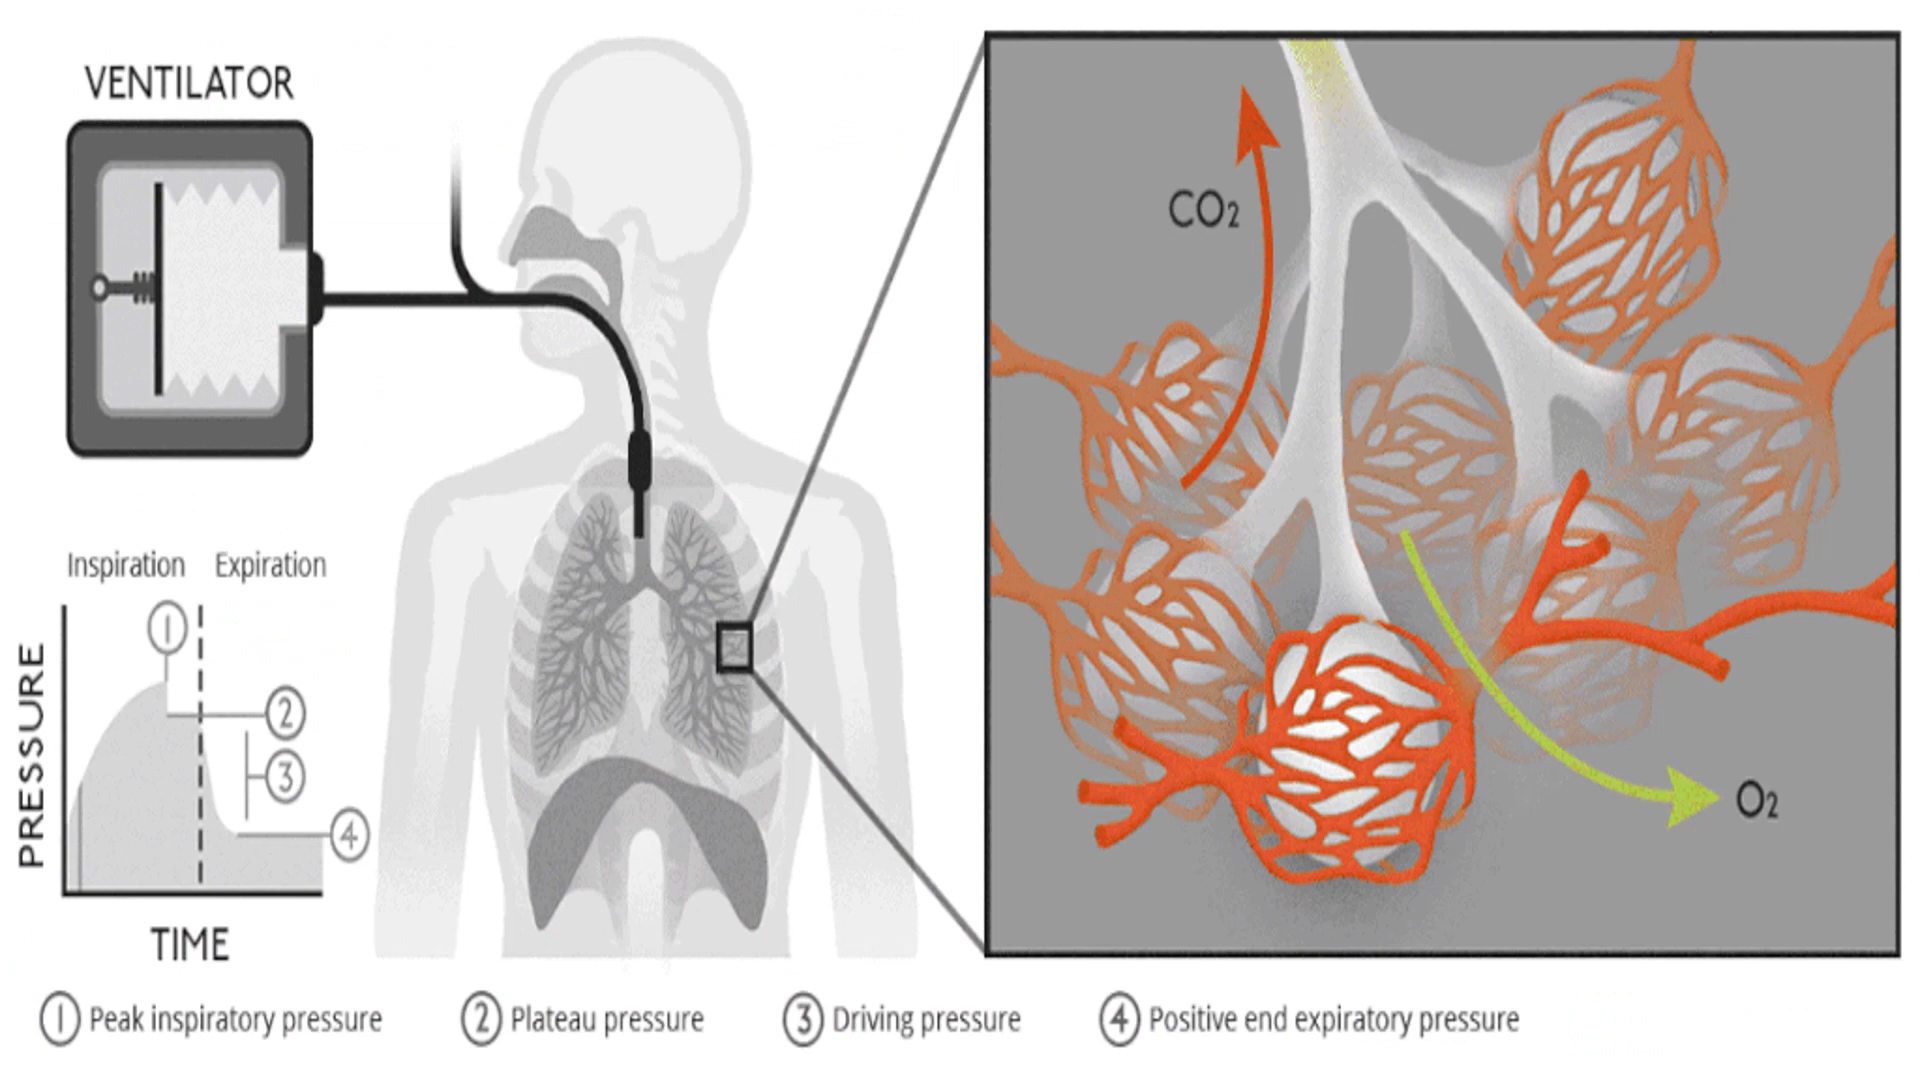 VENTILATOR
CO₂
Inspiration Expiration
1
2
3
4
PRESSURE
TIME
O₂
1 Peak inspiratory pressure 2 Plateau pressure 3 Driving pressure 4 Positive end expiratory pressure